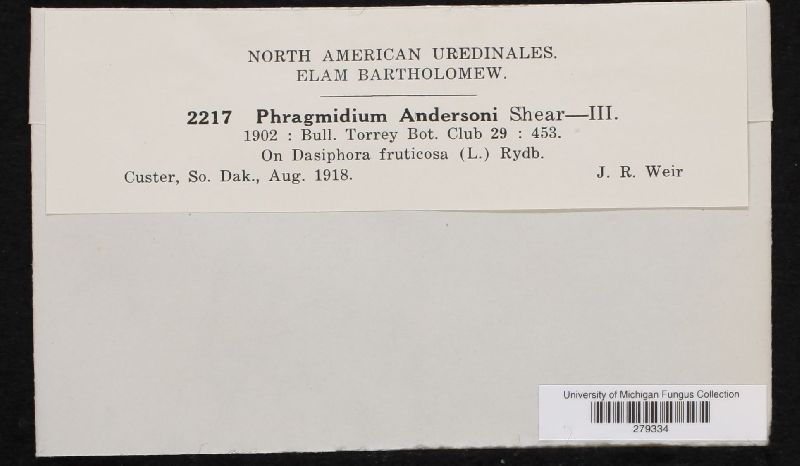 NORTH AMERICAN UREDINALES.
ELAM BARTHOLOMEW.
2217 Phragmidium Andersoni Shear—III.
1902 : Bull. Torrey Bot. Club 29 : 453.
On Dasiphora fruticosa (L.) Rydb.
Custer, So. Dak., Aug. 1918. J. R. Weir
University of Michigan Fungus Collection
279334